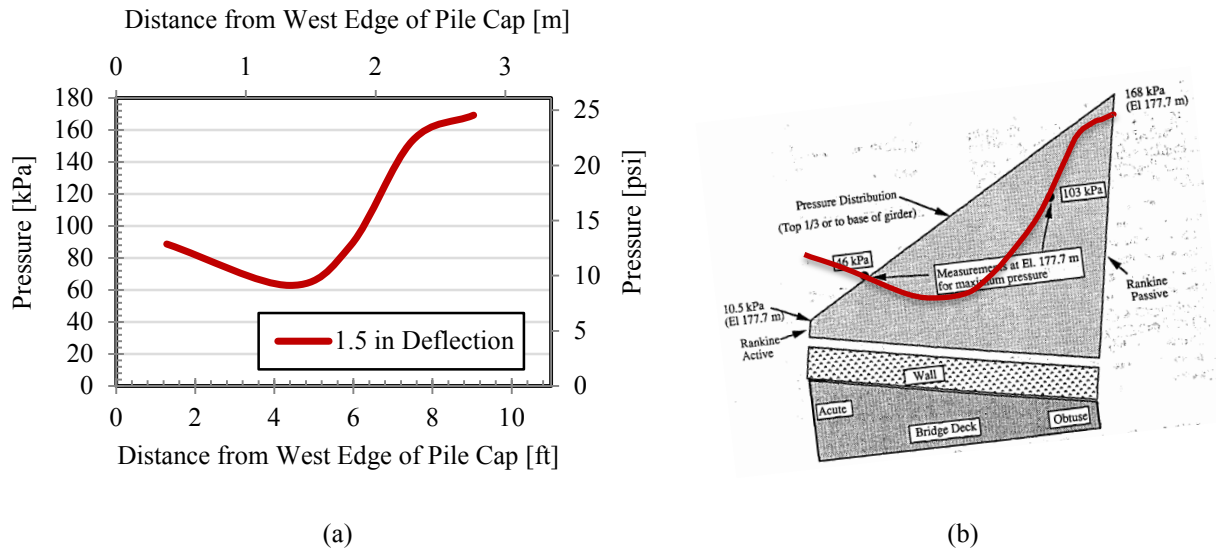 Distance from West Edge of Pile Cap [m]
0 1 2 3
180
160
140
120
100
80
60
40
20
0
Pressure [kPa]
25
20
15
10
5
0
Pressure [psi]
1.5 in Deflection
0 2 4 6 8 10
Distance from West Edge of Pile Cap [ft]
(a)
168 kPa
(El 177.7 m)
Pressure Distribution
(Top 1/3 or to base of girder)
103 kPa
46 kPa
Measurements at El. 177.7 m
for maximum pressure
Rankine
Passive
10.5 kPa
(El 177.7 m)
Rankine
Active
Wall
Acute
Obtuse
Bridge Deck
(b)